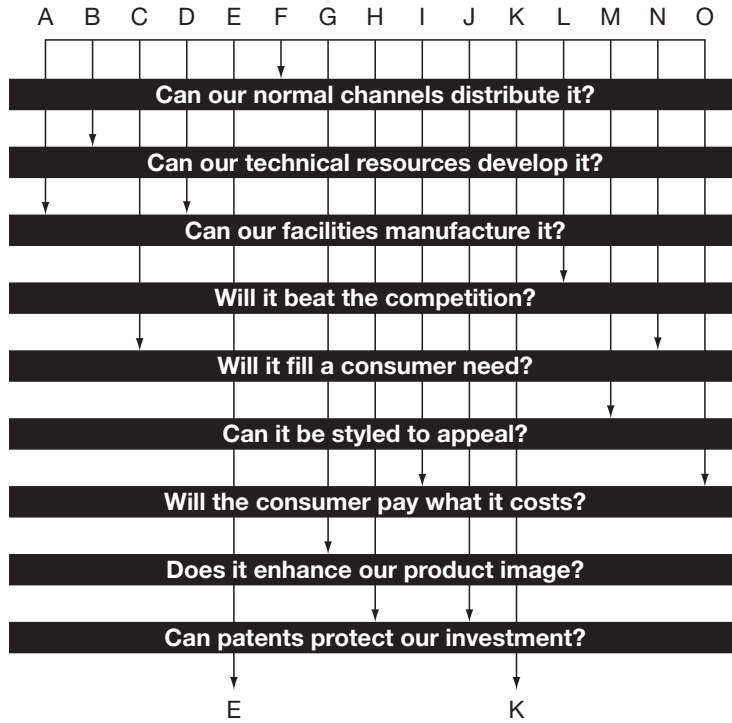 A B C D E F G H I J K L M N O
Can our normal channels distribute it?
Can our technical resources develop it?
Can our facilities manufacture it?
Will it beat the competition?
Will it fill a consumer need?
Can it be styled to appeal?
Will the consumer pay what it costs?
Does it enhance our product image?
Can patents protect our investment?
E K